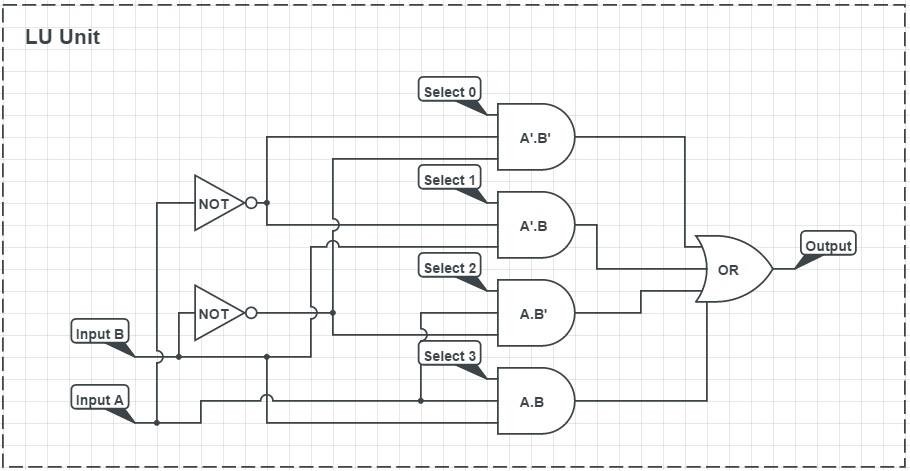 LU Unit
Select 0
A'.B'
Select 1
NOT
A'.B
Output
Select 2
OR
NOT
A.B'
Input B
Select 3
Input A
A.B